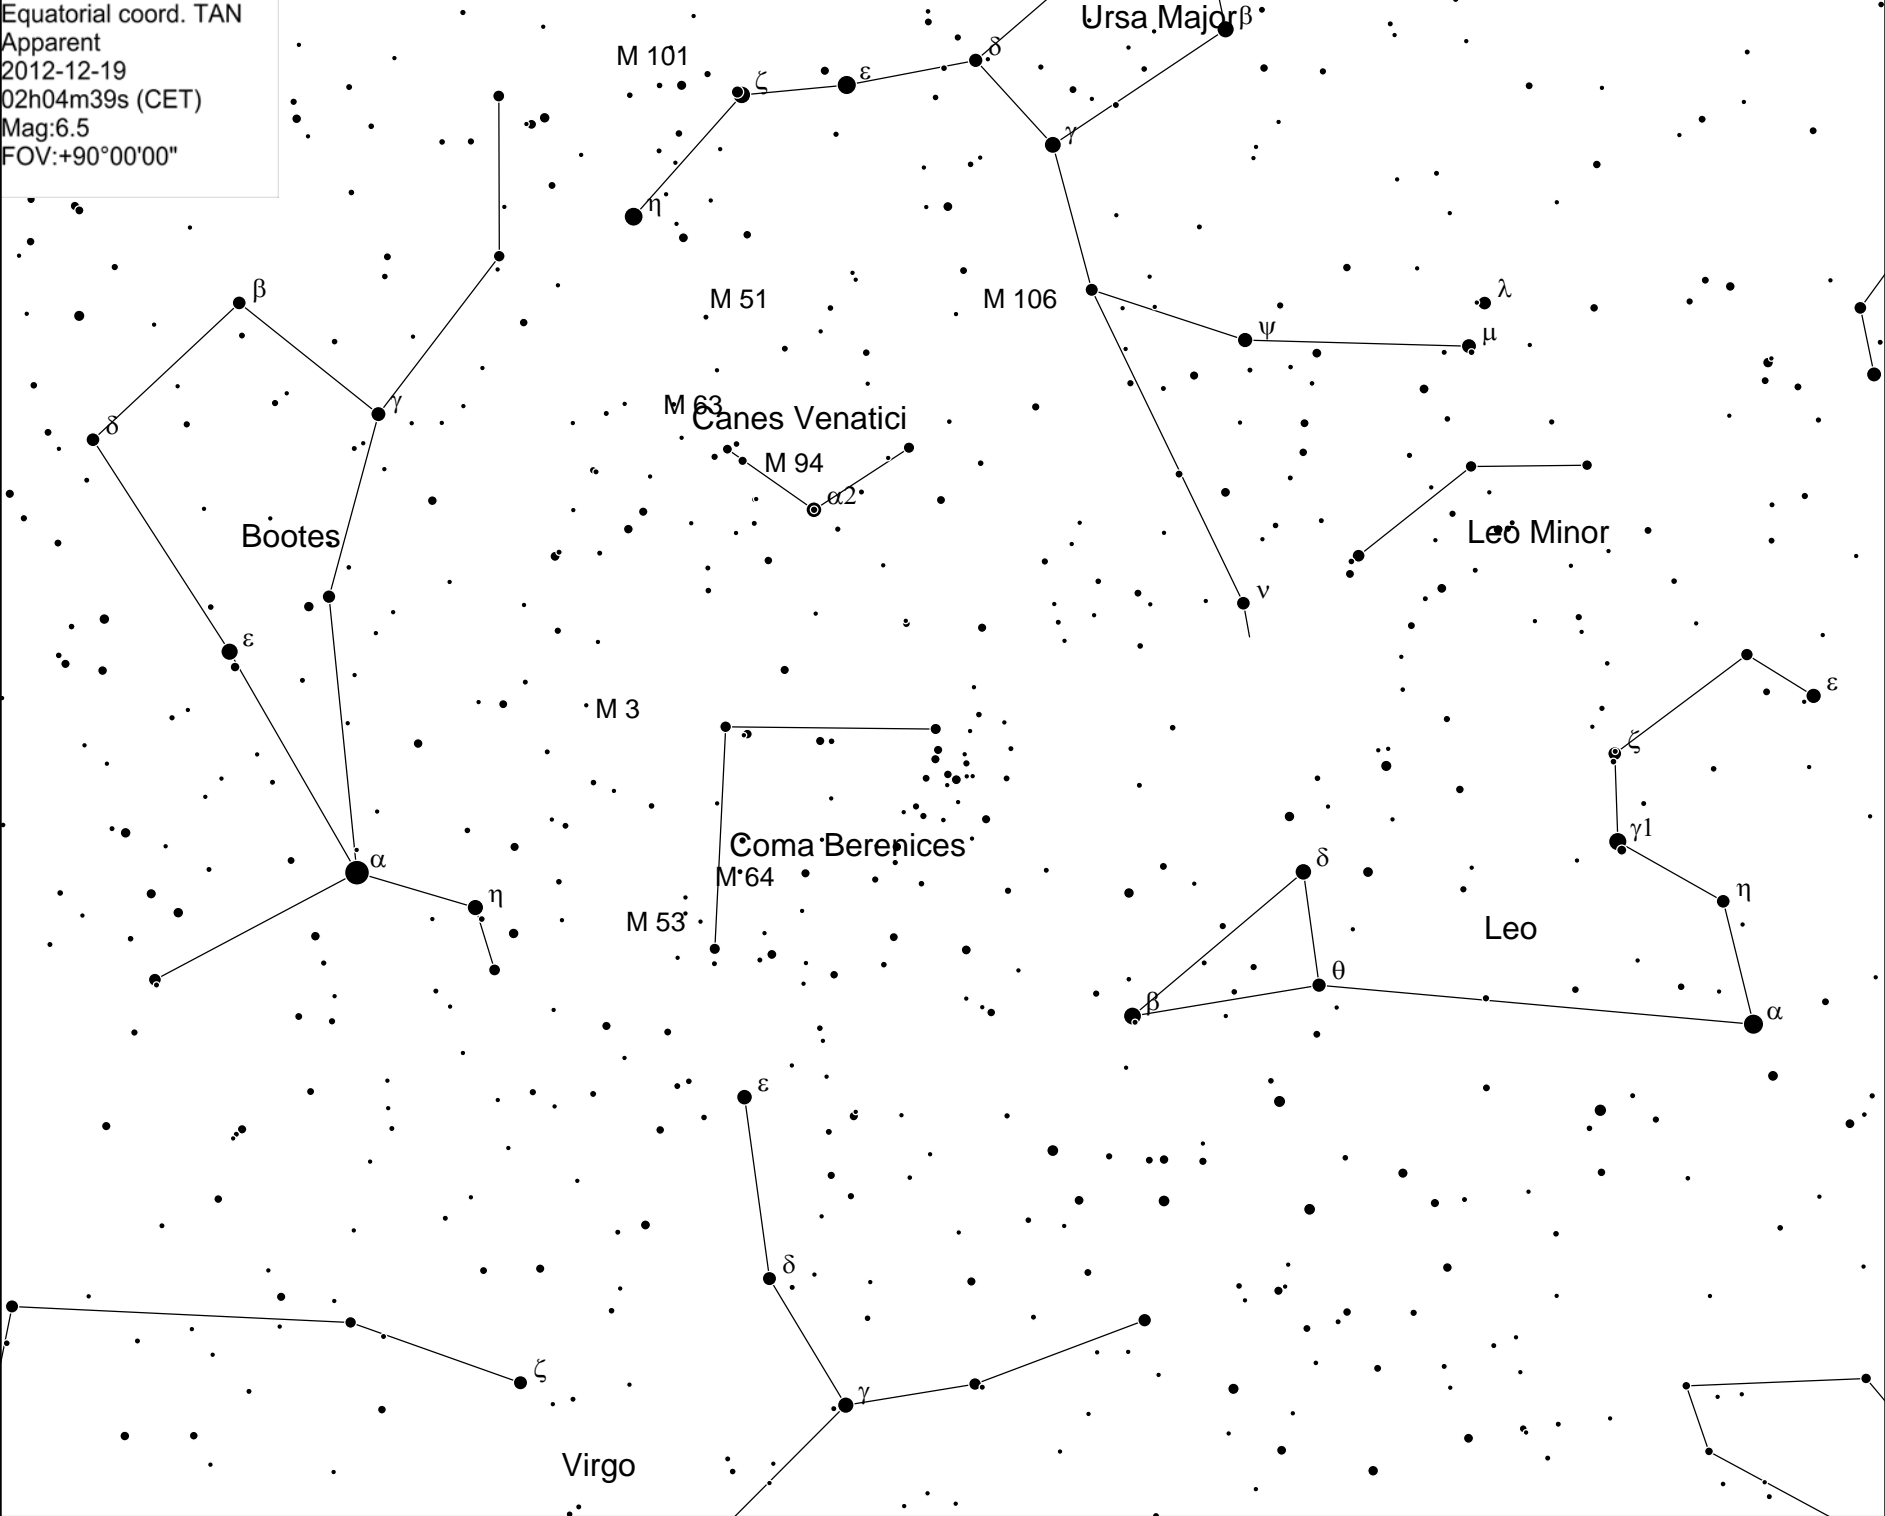 Equatorial coord. TAN
Apparent
2012-12-19
02h04m39s (CET)
Mag:6.5
FOV:+90°00'00"
Ursa Major β
M 101
δ
ζ
ε
γ
η
β
M 51
M 106
λ
ψ
μ
γ
δ
M 63
Canes Venatici
M 94
α2
Bootes
Leo Minor
ν
ε
ε
M 3
ζ
γ1
Coma Berenices
α
M 64
δ
η
η
M 53
Leo
θ
β
α
ε
δ
ζ
γ
Virgo